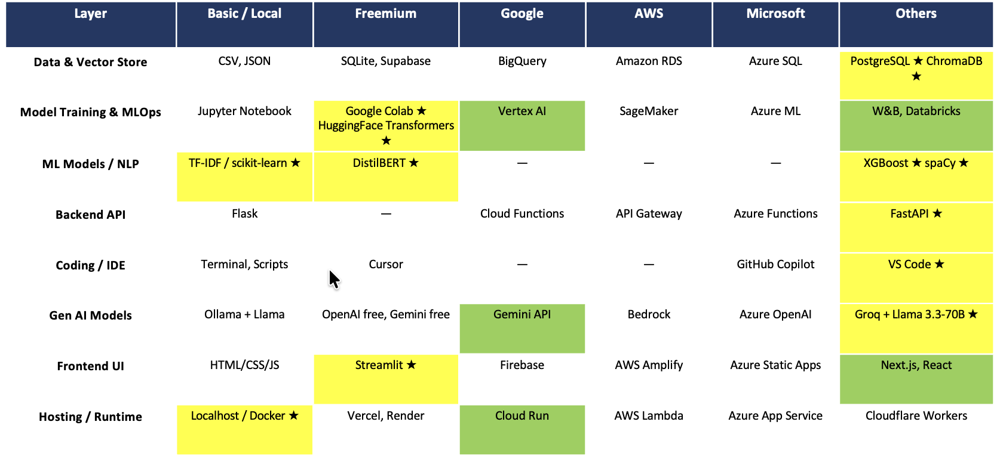 Layer Basic / Local Freemium Google AWS Microsoft Others
Data & Vector Store CSV, JSON SQLite, Supabase BigQuery Amazon RDS Azure SQL PostgreSQL ★ ChromaDB
★
Model Training & MLOps Jupyter Notebook Google Colab ★ Vertex AI SageMaker Azure ML W&B, Databricks
HuggingFace Transformers
★
ML Models / NLP TF-IDF / scikit-learn ★ DistilBERT ★ — — — XGBoost ★ spaCy ★
Backend API Flask — Cloud Functions API Gateway Azure Functions FastAPI ★
Coding / IDE Terminal, Scripts Cursor — — GitHub Copilot VS Code ★
Gen AI Models Ollama + Llama OpenAI free, Gemini free Gemini API Bedrock Azure OpenAI Groq + Llama 3.3-70B ★
Frontend UI HTML/CSS/JS Streamlit ★ Firebase AWS Amplify Azure Static Apps Next.js, React
Hosting / Runtime Localhost / Docker ★ Vercel, Render Cloud Run AWS Lambda Azure App Service Cloudflare Workers